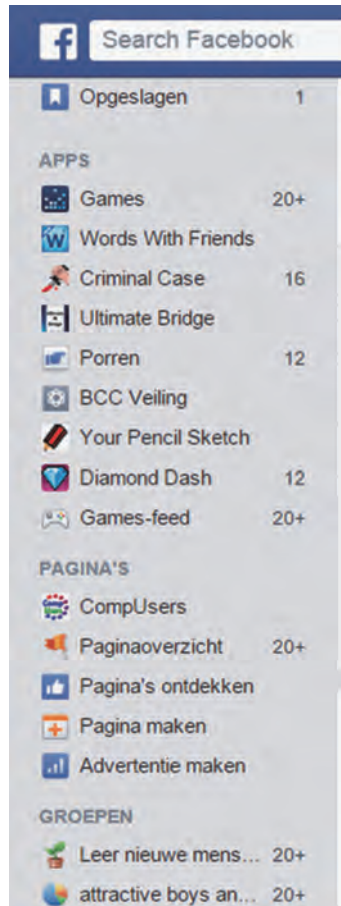 Search Facebook
Opgeslagen 1
APPS
Games 20+
Words With Friends
Criminal Case 16
Ultimate Bridge
Porren 12
BCC Veiling
Your Pencil Sketch
Diamond Dash 12
Games-feed 20+
PAGINA'S
CompUsers
Paginaoverzicht 20+
Pagina's ontdekken
Pagina maken
Advertentie maken
GROEPEN
Leer nieuwe mens... 20+
attractive boys an... 20+